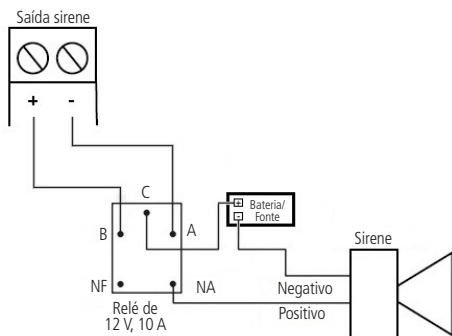 Saída sirene
+ -
C
B
A
+ Bateria/
- Fonte
Sirene
NF
NA
Negativo
Positivo
Relé de
12 V, 10 A